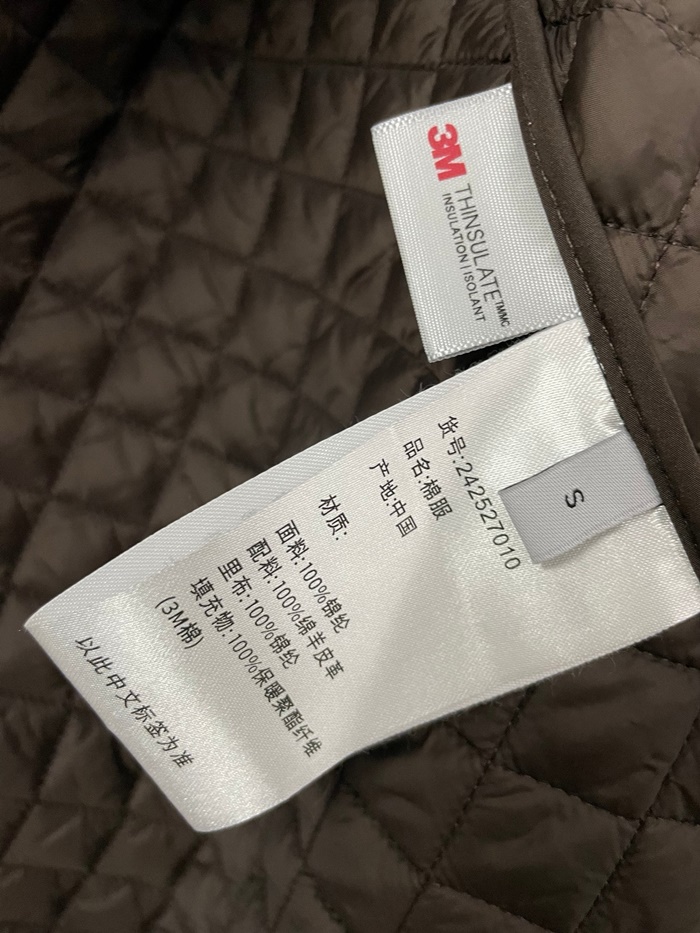 3M
THINSULATE™MC
INSULATION | ISOLANT
S
货号:242527010
品名:棉服
产地:中国
材质:
面料:100%锦纶
配料:100%绵羊皮革
里布:100%锦纶
填充物:100%保暖聚酯纤维
(3M棉)
以此中文标签为准